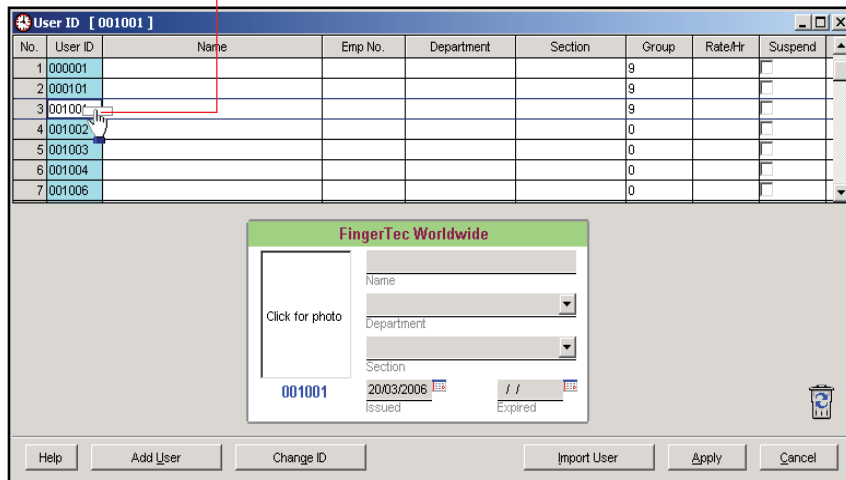 User ID [ 001001 ]
No. User ID Name Emp No. Department Section Group Rate/Hr Suspend
1 000001 9
2 000101 9
3 001001 9
4 001002 0
5 001003 0
6 001004 0
7 001006 0
FingerTec Worldwide
Name
Click for photo
Department
Section
001001 20/03/2006 / /
Issued Expired
Help Add User Change ID Import User Apply Cancel